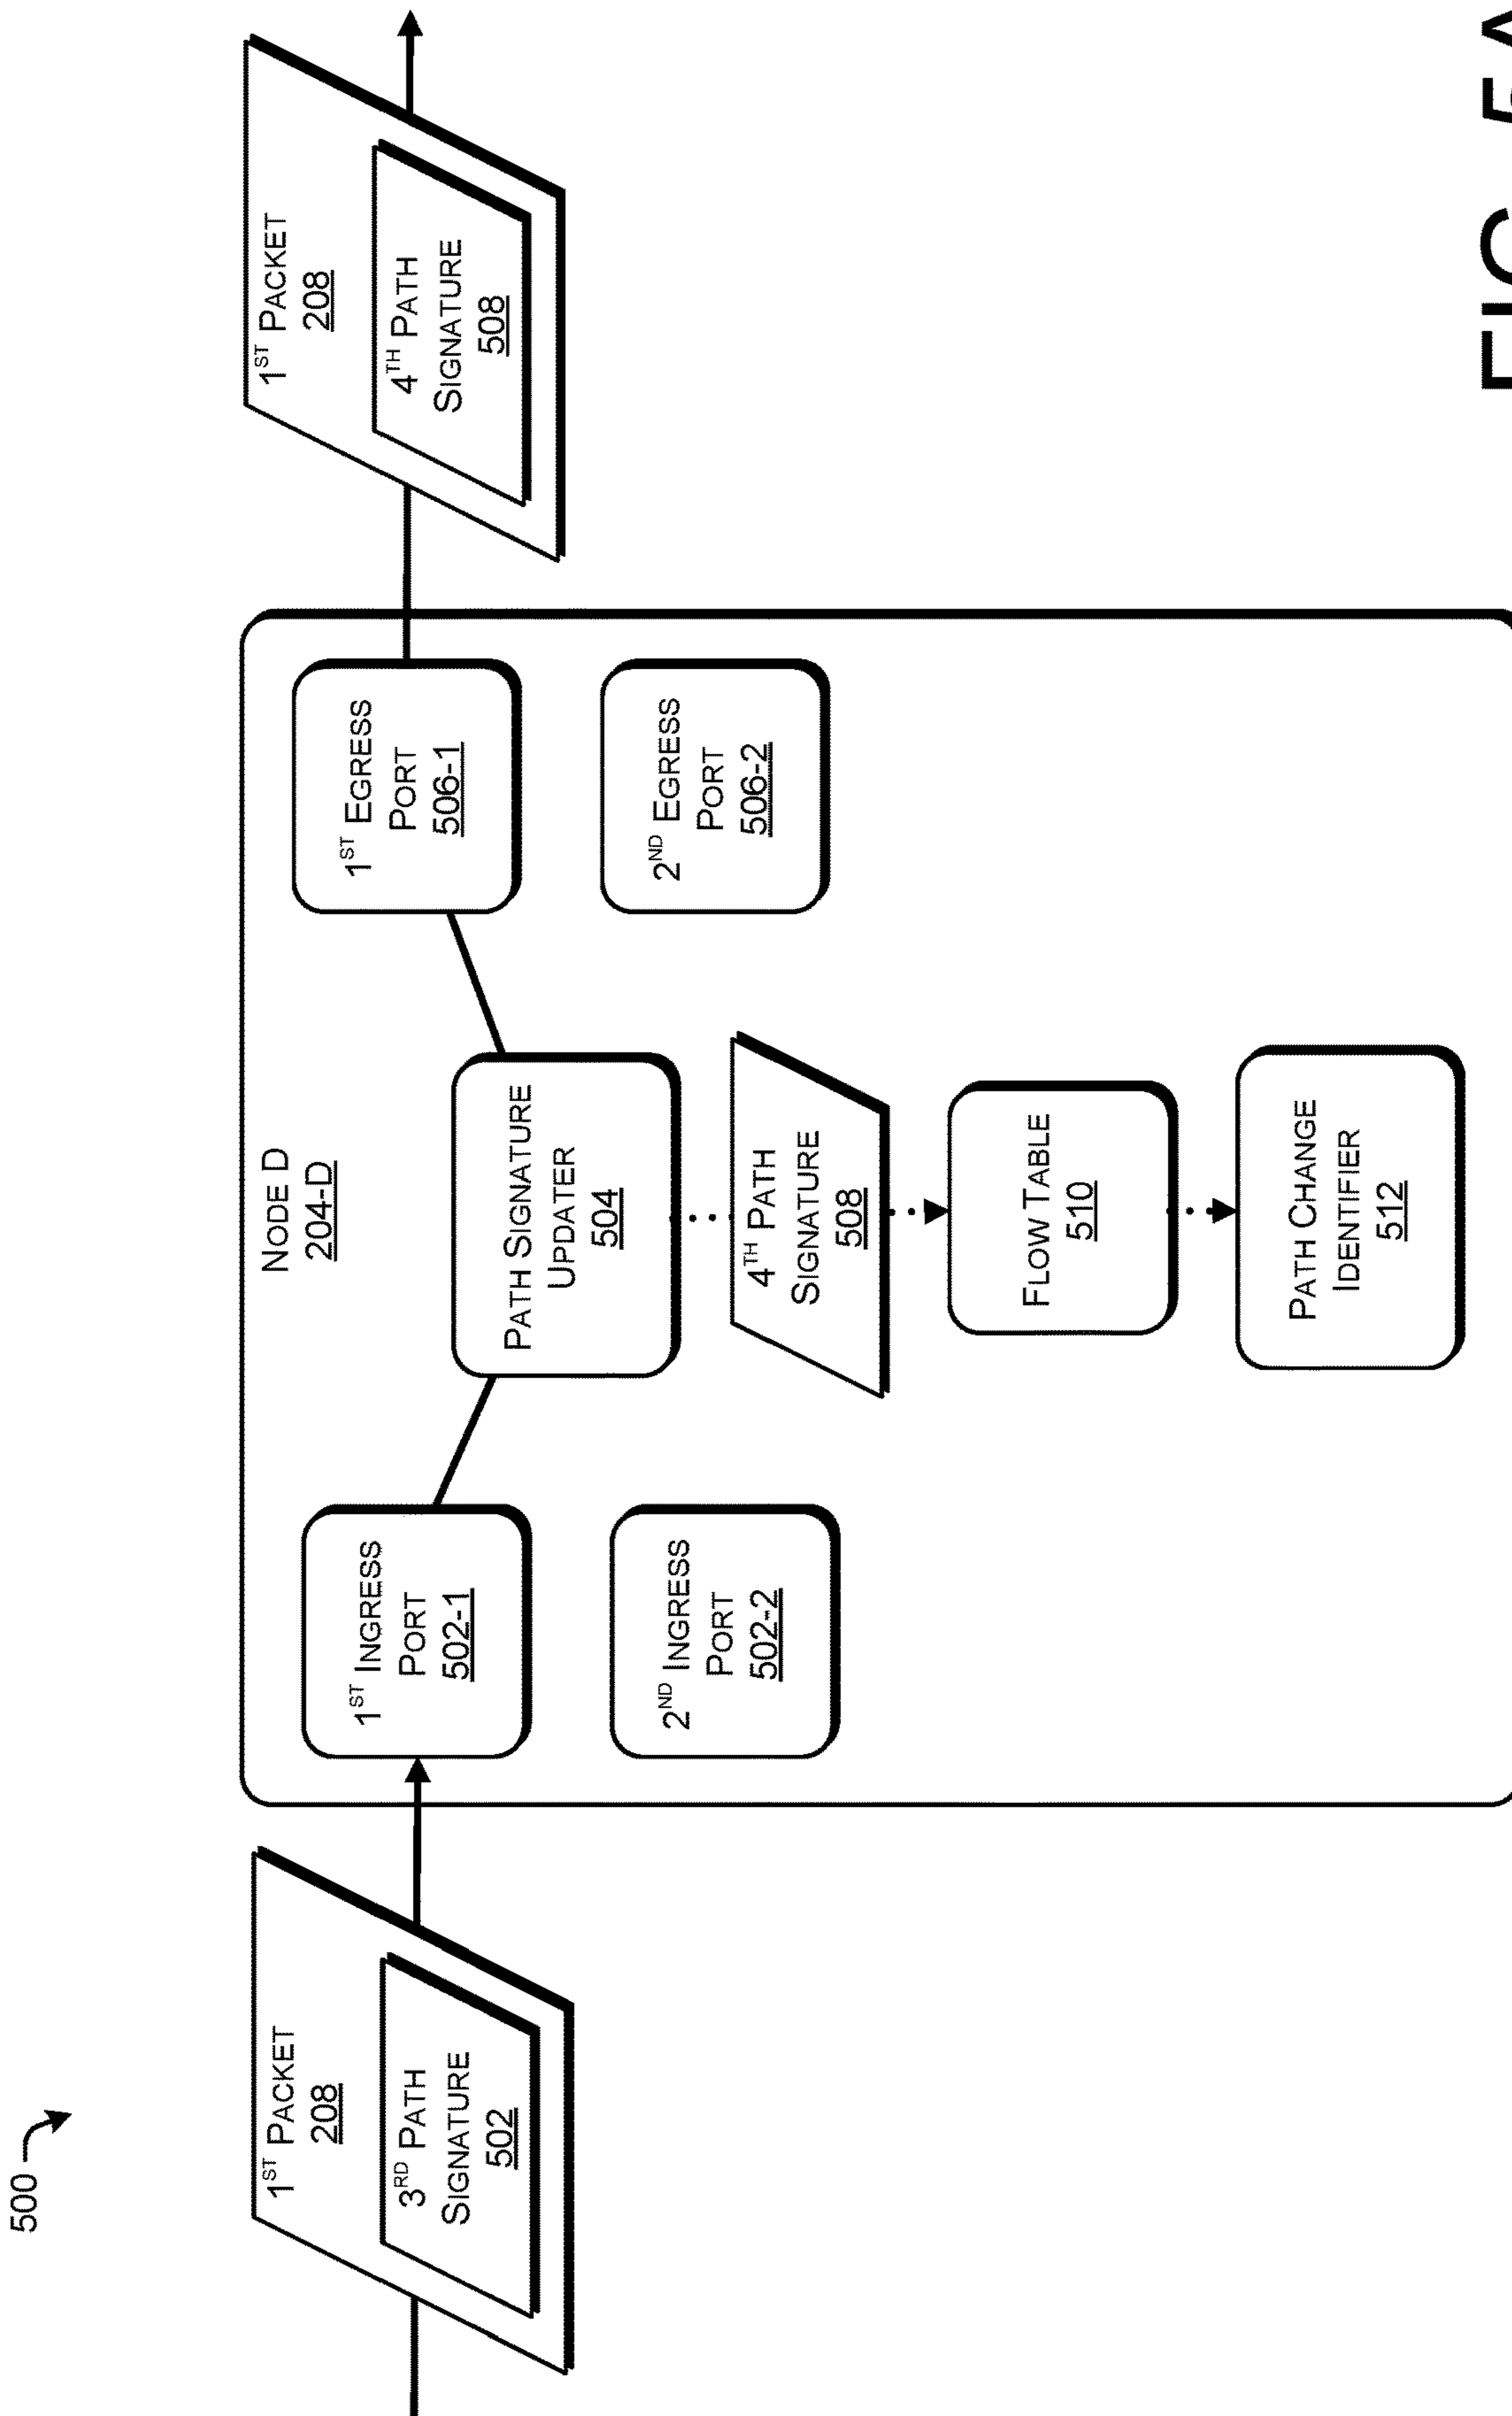 500
1ST PACKET
208
3RD PATH
SIGNATURE
502
NODE D
204-D
1ST INGRESS
PORT
502-1
2ND INGRESS
PORT
502-2
PATH SIGNATURE
UPDATER
504
4TH PATH
SIGNATURE
508
FLOW TABLE
510
PATH CHANGE
IDENTIFIER
512
1ST EGRESS
PORT
506-1
2ND EGRESS
PORT
506-2
1ST PACKET
208
4TH PATH
SIGNATURE
508
FIG. 5A